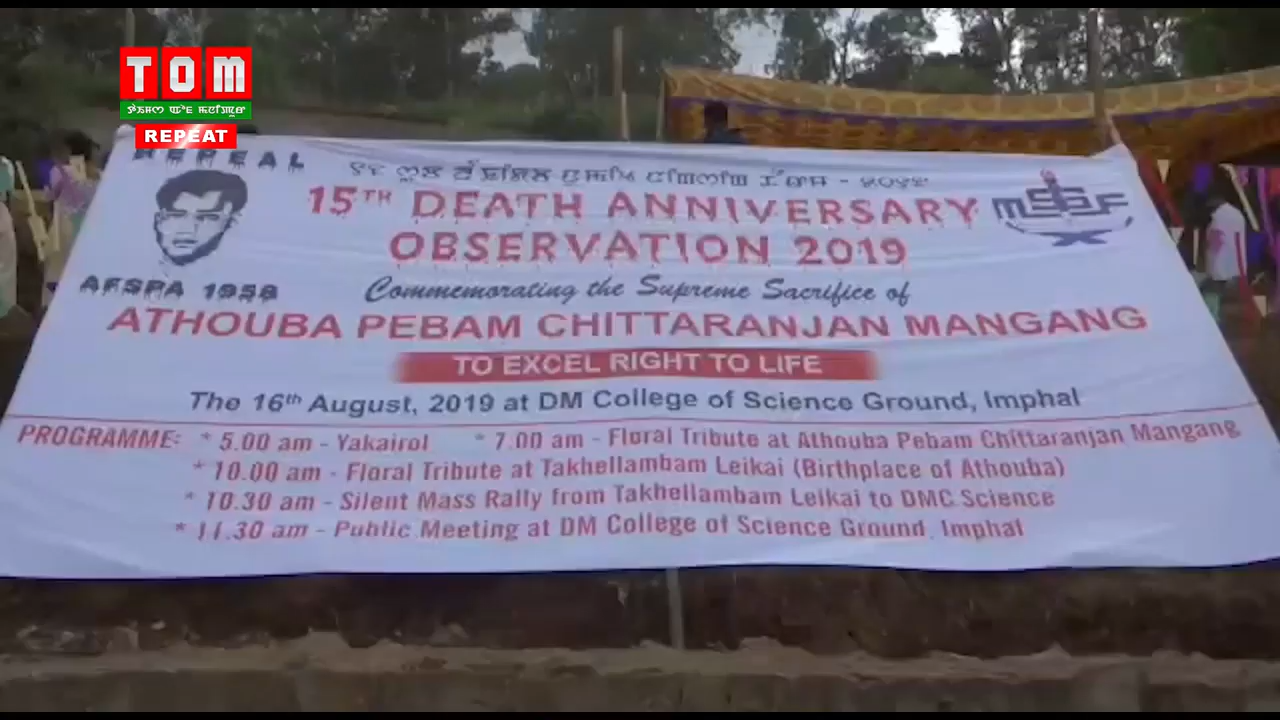 TOM
REPEAT
REPEAL
15TH DEATH ANNIVERSARY
OBSERVATION 2019
MSF
AFSPA 1958
Commemorating the Supreme Sacrifice of
ATHOUBA PEBAM CHITTARANJAN MANGANG
TO EXCEL RIGHT TO LIFE
The 16th August, 2019 at DM College of Science Ground, Imphal
PROGRAMME: * 5.00 am - Yakairol * 7.00 am - Floral Tribute at Athouba Pebam Chittaranjan Mangang
* 10.00 am - Floral Tribute at Takhellambam Leikai (Birthplace of Athouba)
* 10.30 am - Silent Mass Rally from Takhellambam Leikai to DMC Science
* 11.30 am - Public Meeting at DM College of Science Ground, Imphal